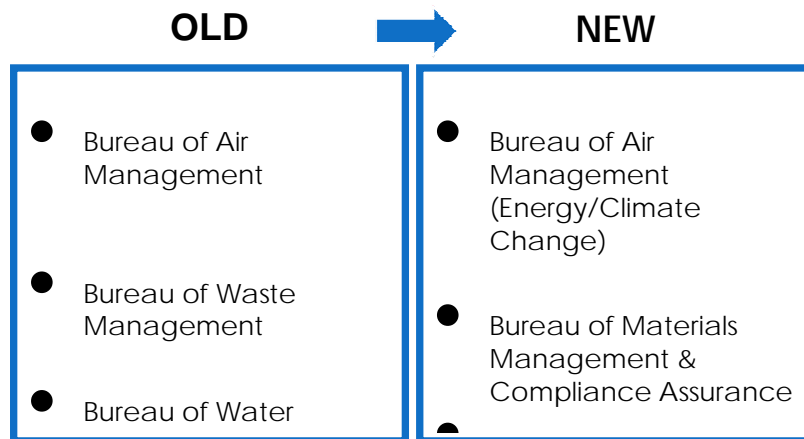 OLD
NEW
● Bureau of Air
Management
● Bureau of Waste
Management
● Bureau of Water
● Bureau of Air
Management
(Energy/Climate
Change)
● Bureau of Materials
Management &
Compliance Assurance